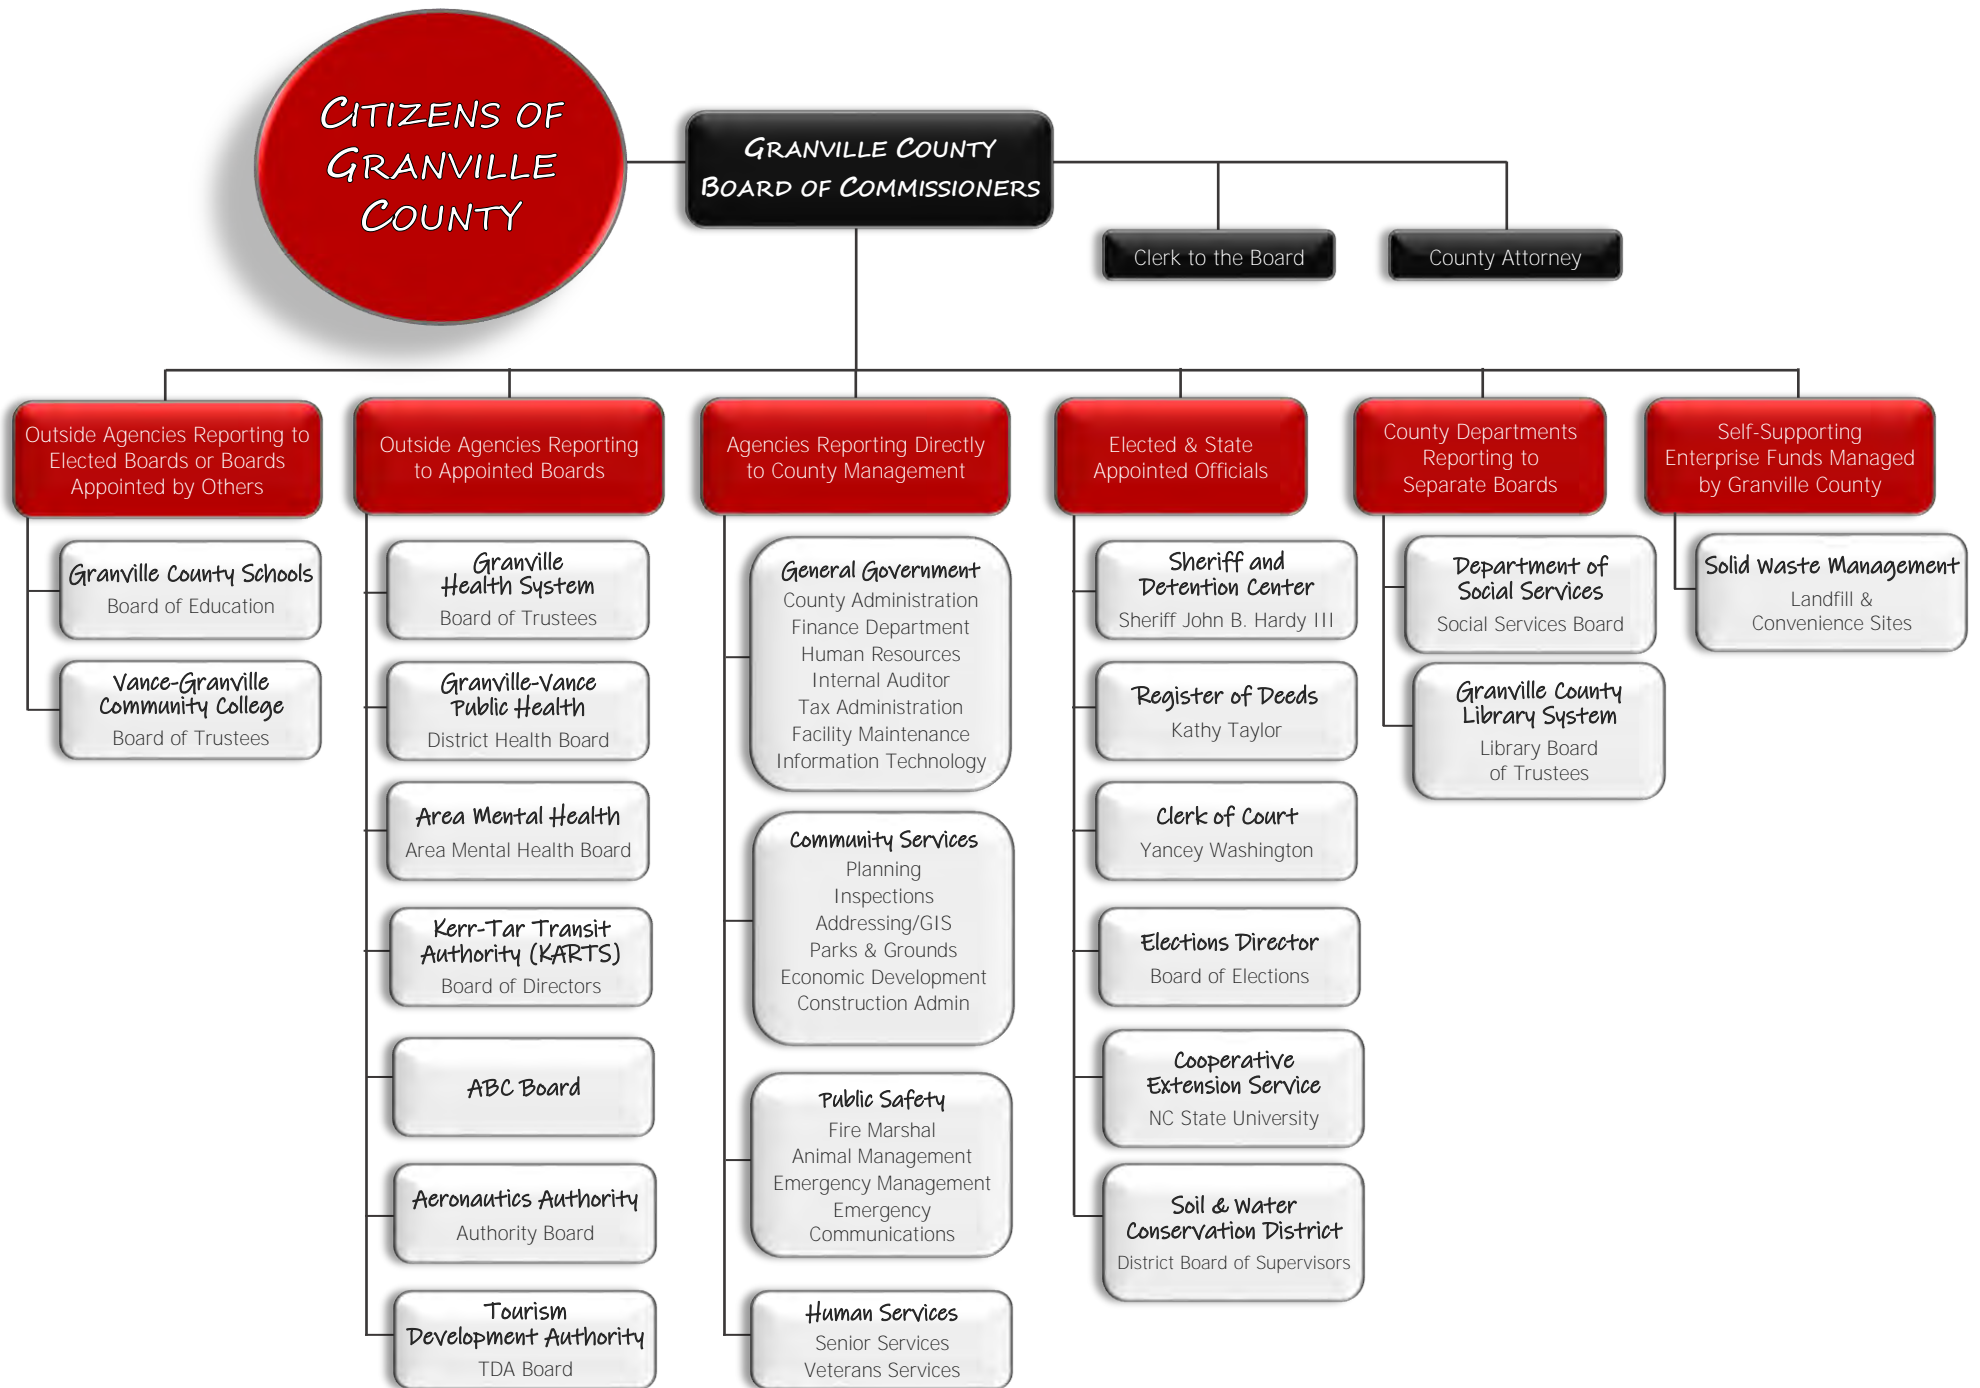 CITIZENS OF
GRANVILLE
COUNTY
GRANVILLE COUNTY
BOARD OF COMMISSIONERS
Clerk to the Board
County Attorney
Outside Agencies Reporting to
Elected Boards or Boards
Appointed by Others
Granville County Schools
Board of Education
Vance-Granville
Community College
Board of Trustees
Outside Agencies Reporting
to Appointed Boards
Granville
Health System
Board of Trustees
Granville-Vance
Public Health
District Health Board
Area Mental Health
Area Mental Health Board
Kerr-Tar Transit
Authority (KARTS)
Board of Directors
ABC Board
Aeronautics Authority
Authority Board
Tourism
Development Authority
TDA Board
Agencies Reporting Directly
to County Management
General Government
County Administration
Finance Department
Human Resources
Internal Auditor
Tax Administration
Facility Maintenance
Information Technology
Community Services
Planning
Inspections
Addressing/GIS
Parks & Grounds
Economic Development
Construction Admin
Public Safety
Fire Marshal
Animal Management
Emergency Management
Emergency
Communications
Human Services
Senior Services
Veterans Services
Elected & State
Appointed Officials
Sheriff and
Detention Center
Sheriff John B. Hardy III
Register of Deeds
Kathy Taylor
Clerk of Court
Yancey Washington
Elections Director
Board of Elections
Cooperative
Extension Service
NC State University
Soil & Water
Conservation District
District Board of Supervisors
County Departments
Reporting to
Separate Boards
Department of
Social Services
Social Services Board
Granville County
Library System
Library Board
of Trustees
Self-Supporting
Enterprise Funds Managed
by Granville County
Solid Waste Management
Landfill &
Convenience Sites